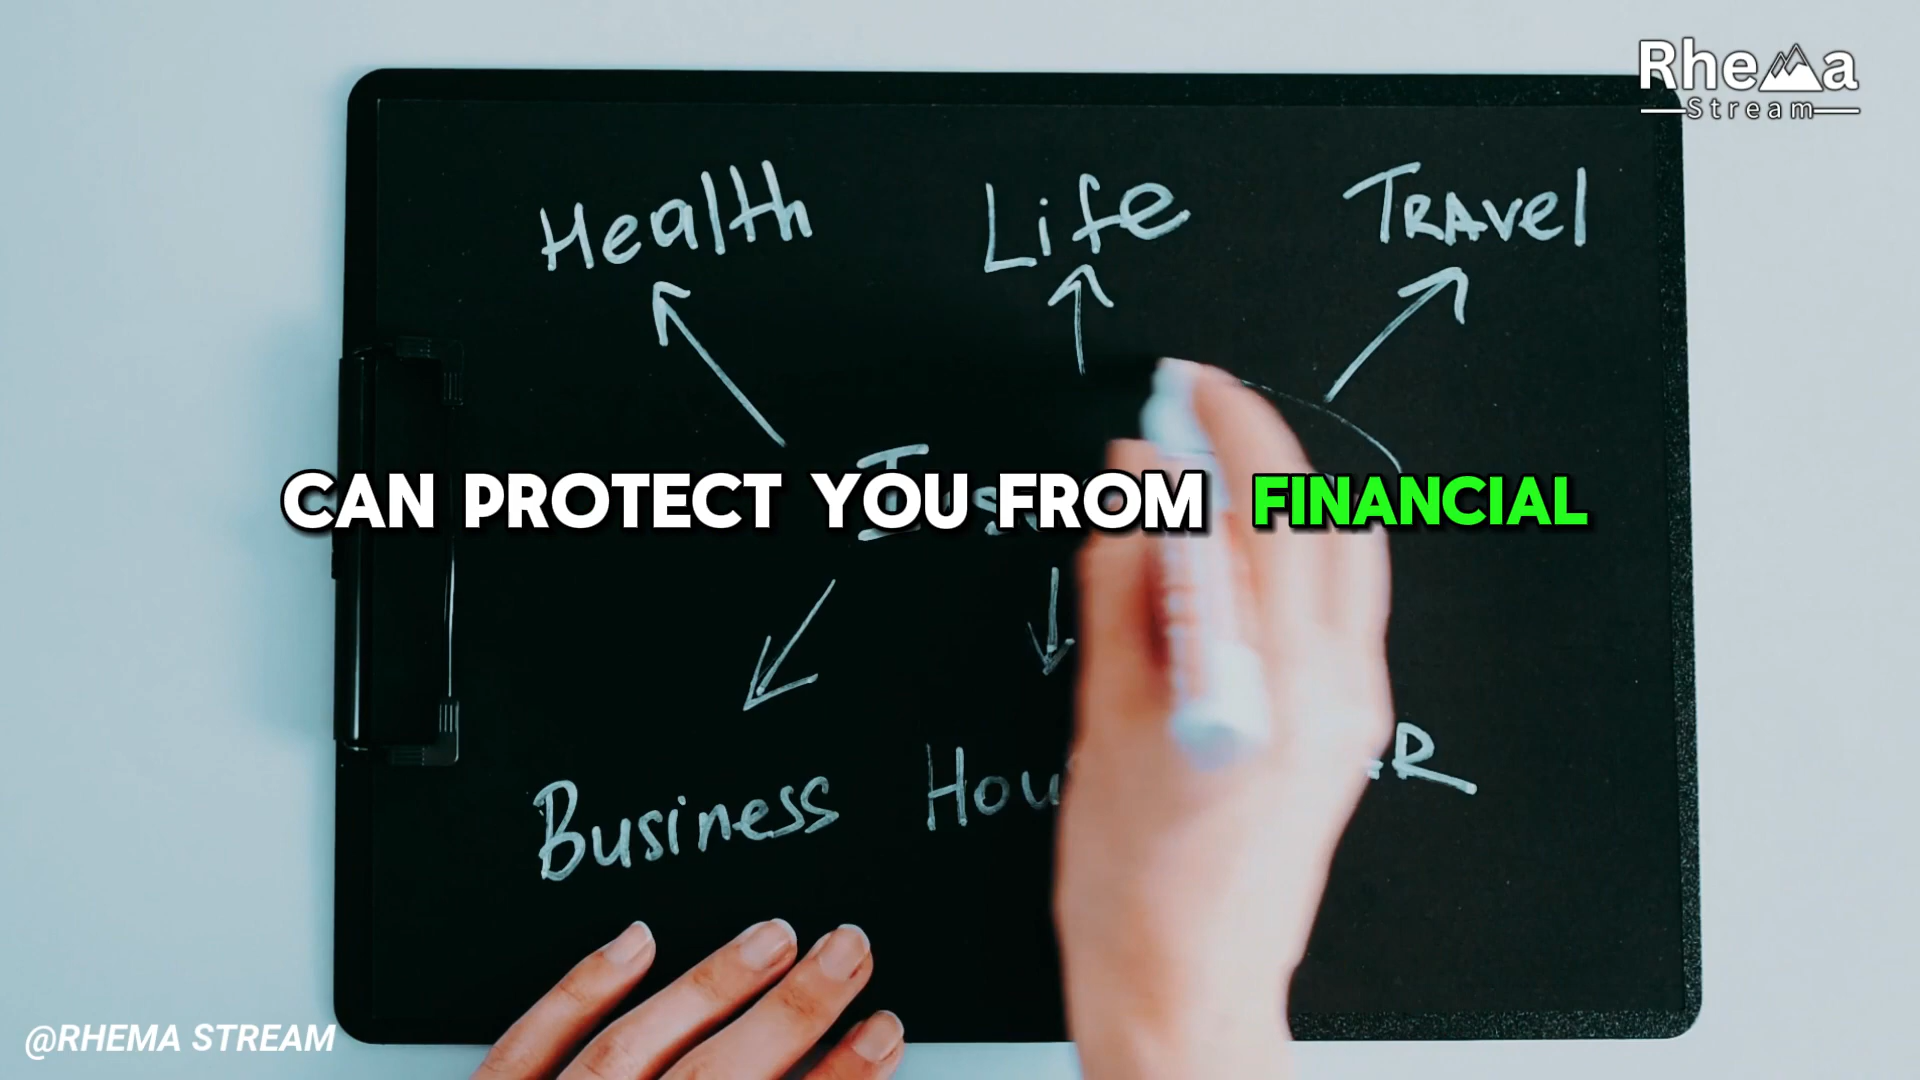 Rhema
Stream
Health Life Travel
CAN PROTECT YOU FROM FINANCIAL
Business
@RHEMA STREAM